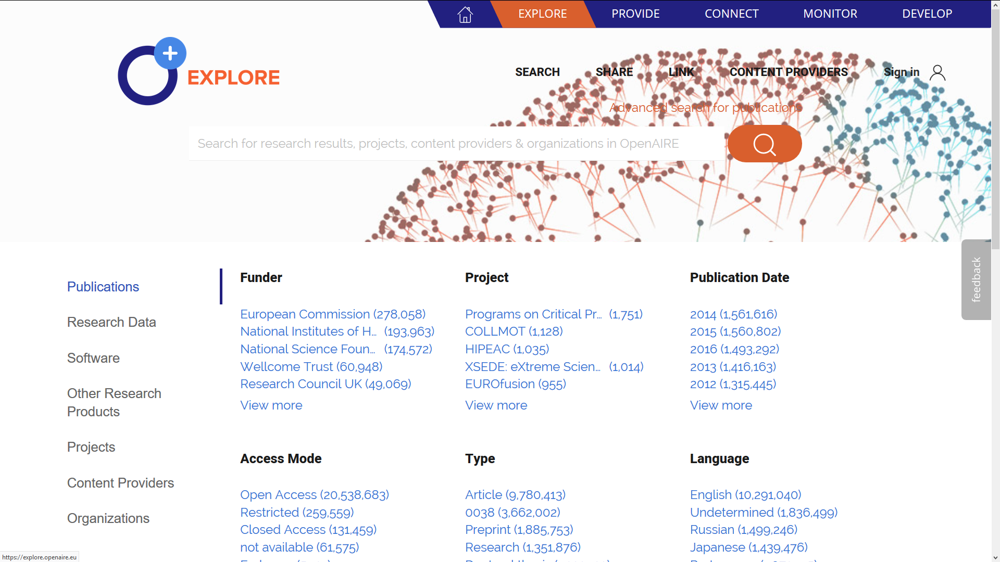 EXPLORE PROVIDE CONNECT MONITOR DEVELOP
EXPLORE
SEARCH SHARE LINK CONTENT PROVIDERS Sign in
Advanced search for publications
Search for research results, projects, content providers & organizations in OpenAIRE
feedback
Publications
Research Data
Software
Other Research
Products
Projects
Content Providers
Organizations
Funder
European Commission (278,058)
National Institutes of H... (193,963)
National Science Foun... (174,572)
Wellcome Trust (60,948)
Research Council UK (49,069)
View more
Project
Programs on Critical Pr... (1,751)
COLLMOT (1,128)
HIPEAC (1,035)
XSEDE: eXtreme Scien... (1,014)
EUROfusion (955)
View more
Publication Date
2014 (1,561,616)
2015 (1,560,802)
2016 (1,493,292)
2013 (1,416,163)
2012 (1,315,445)
View more
Access Mode
Open Access (20,538,683)
Restricted (259,559)
Closed Access (131,459)
not available (61,575)
Type
Article (9,780,413)
0038 (3,662,002)
Preprint (1,885,753)
Research (1,351,876)
Language
English (10,291,040)
Undetermined (1,836,499)
Russian (1,499,246)
Japanese (1,439,476)
https://explore.openaire.eu